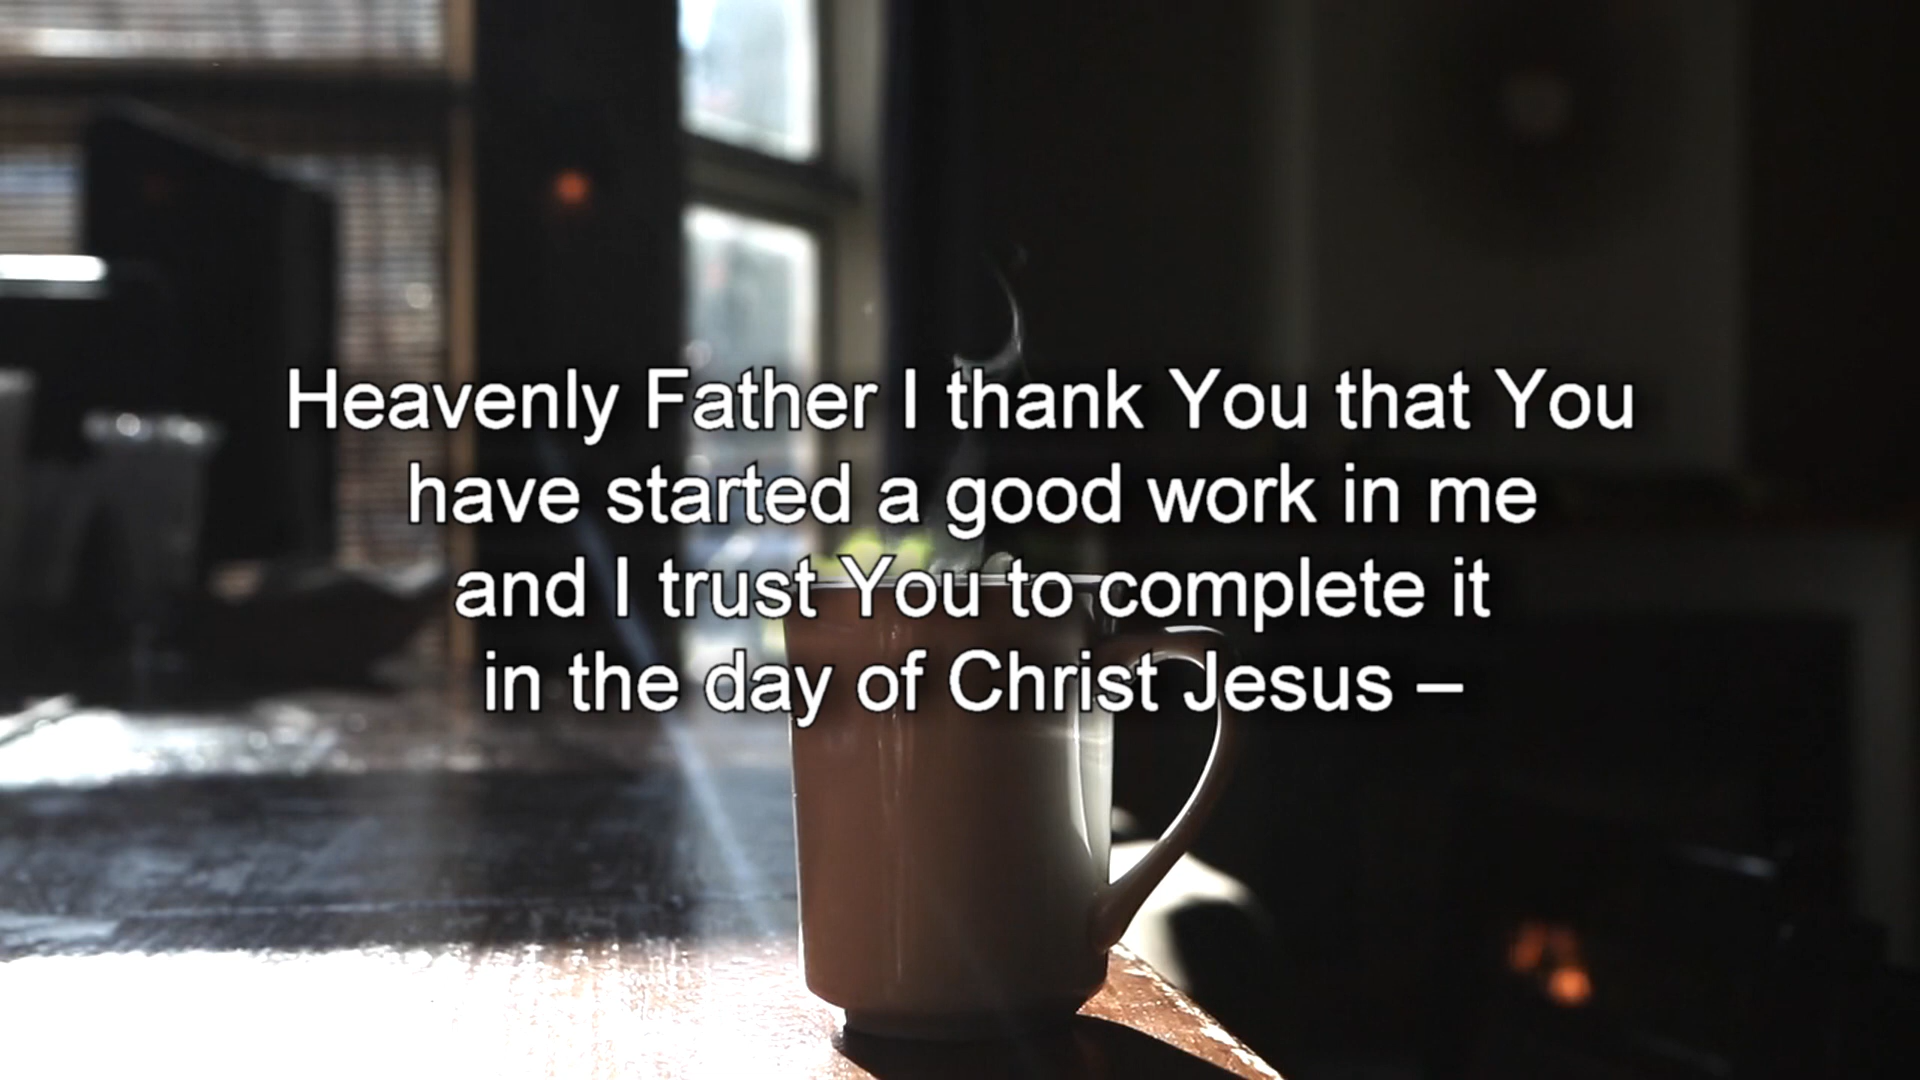 Heavenly Father I thank You that You
have started a good work in me
and I trust You to complete it
in the day of Christ Jesus –